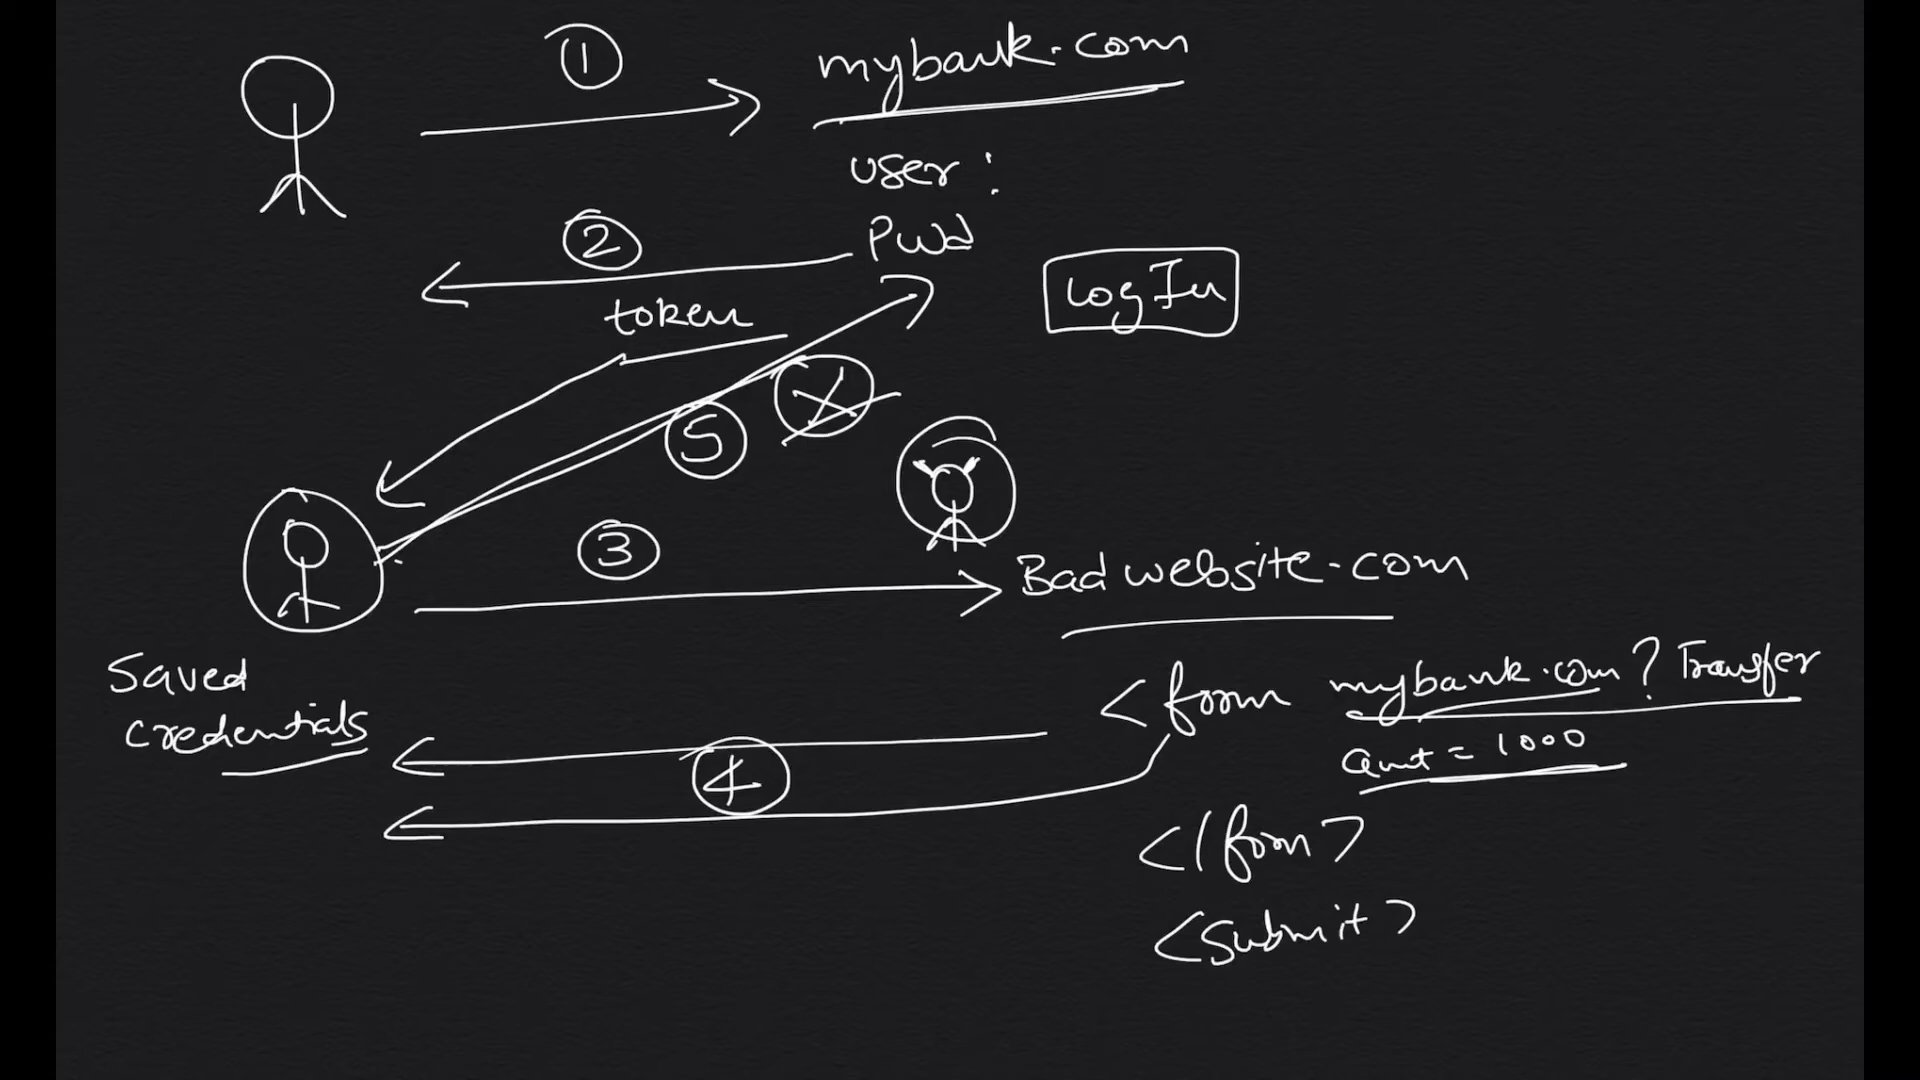 ①
mybank.com
user:
Pwd
②
token
LogIn
⑤
③
Badwebsite.com
Saved
credentials
<form mybank.com? Transfer
amt = 1000
④
</form>
<submit>